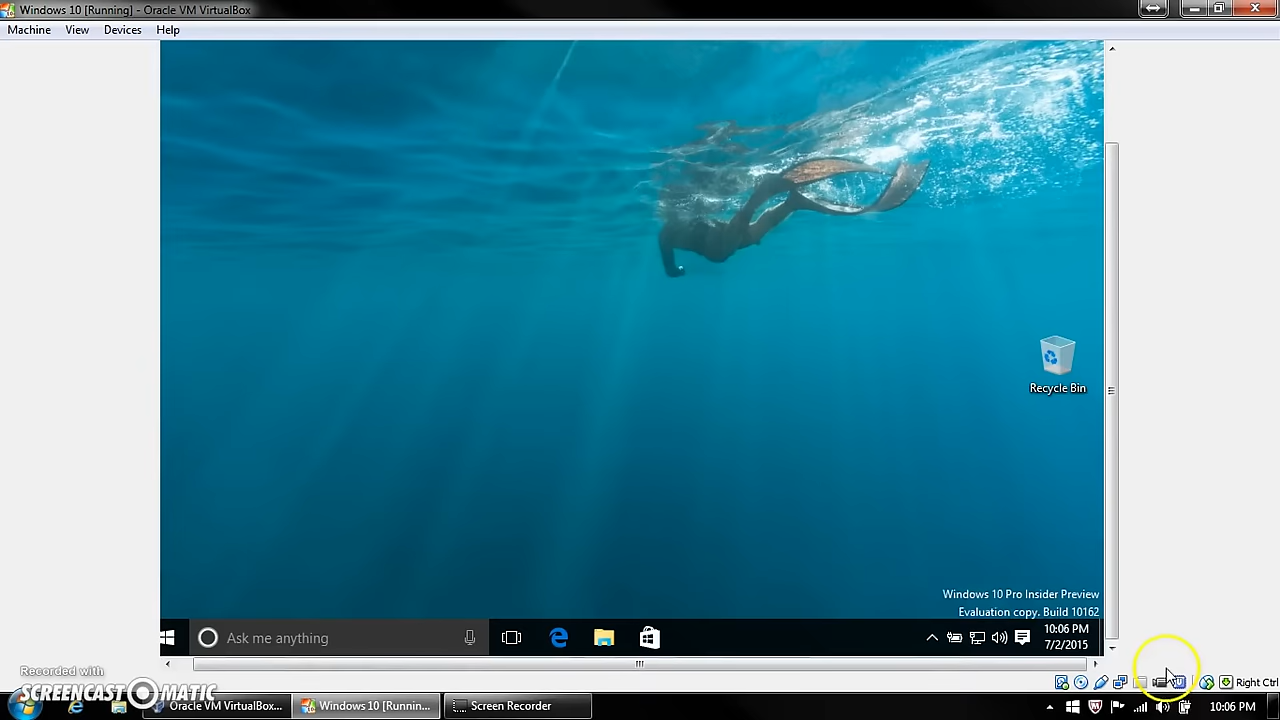 Windows 10 [Running] - Oracle VM VirtualBox
Machine View Devices Help
Recycle Bin
Windows 10 Pro Insider Preview
Evaluation copy. Build 10162
Ask me anything
10:06 PM
7/2/2015
Right Ctrl
Recorded with
SCREENCAST-O-MATIC
Oracle VM VirtualB...
Windows 10 [Runnin...
Screen Recorder
10:06 PM